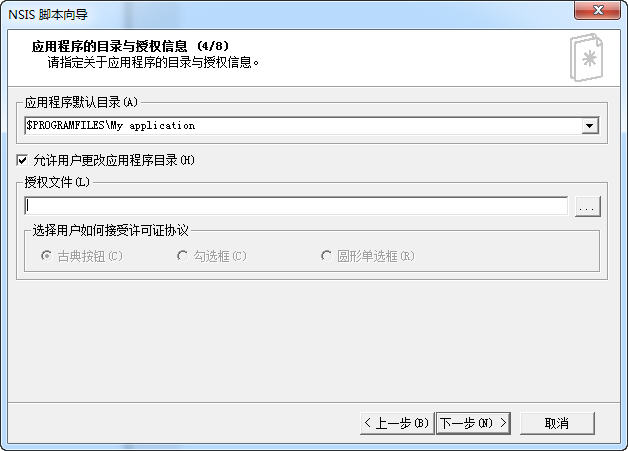 NSIS 脚本向导
应用程序的目录与授权信息 (4/8)
请指定关于应用程序的目录与授权信息。
应用程序默认目录(A)
$PROGRAMFILES\My application
允许用户更改应用程序目录(H)
授权文件(L)
...
选择用户如何接受许可证协议
古典按钮(C) 勾选框(C) 圆形单选框(R)
< 上一步(B) 下一步(N) > 取消